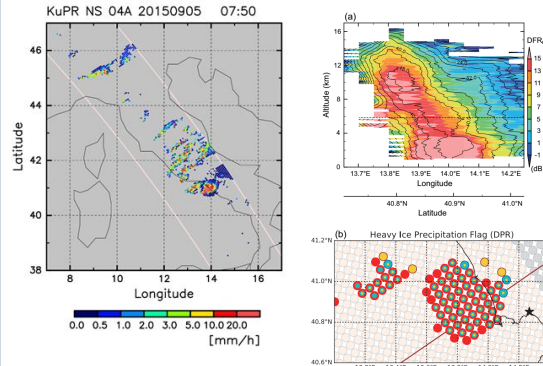 KuPR NS 04A 20150905 07:50
46
44
42
40
38
Latitude
8 10 12 14 16
Longitude
0.0 0.5 1.0 2.0 3.0 5.0 10.0 20.0
[mm/h]
(a)
16
12
8
4
0
Altitude (km)
13.7°E 13.8°E 13.9°E 14.0°E 14.1°E
Longitude
40.8°N 40.9°N 41.0°N
Latitude
15
13
11
9
7
5
3
1
-1
(b)
Heavy Ice Precipitation Flag (DPR)
41.2°N
41.0°N
40.8°N
40.6°N